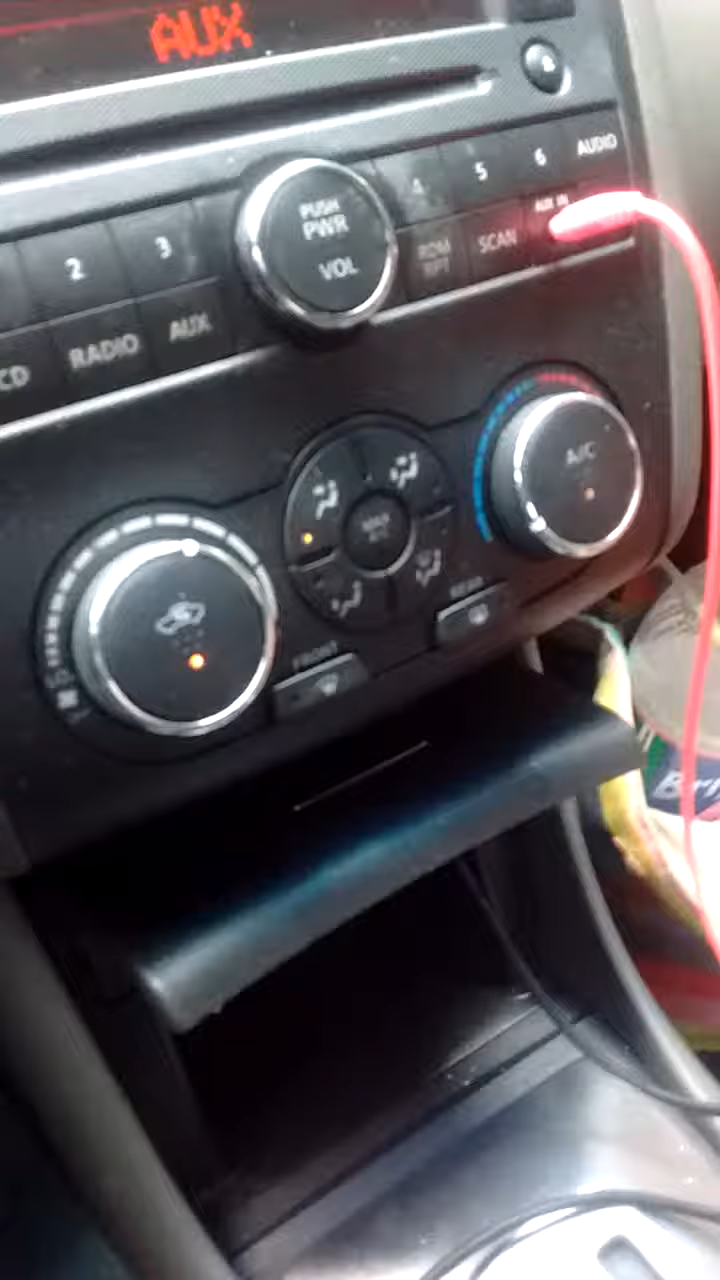 AUX
AUDIO
6
5
4
AUX IN
PUSH
PWR
VOL
3
2
RDM
RPT
SCAN
AUX
RADIO
CD
A/C
MAX
A/C
REAR
FRONT
Bri